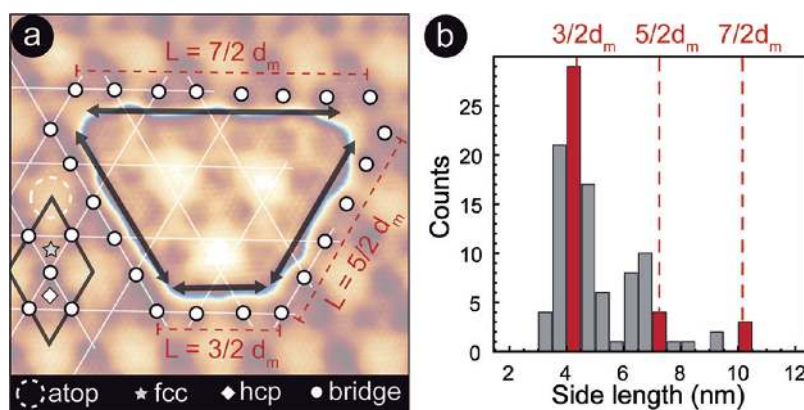 a
L = 7/2 d_m
L = 5/2 d_m
L = 3/2 d_m
atop fcc hcp bridge
b
3/2d_m 5/2d_m 7/2d_m
25
20
15
10
5
0
Counts
2 4 6 8 10 12
Side length (nm)